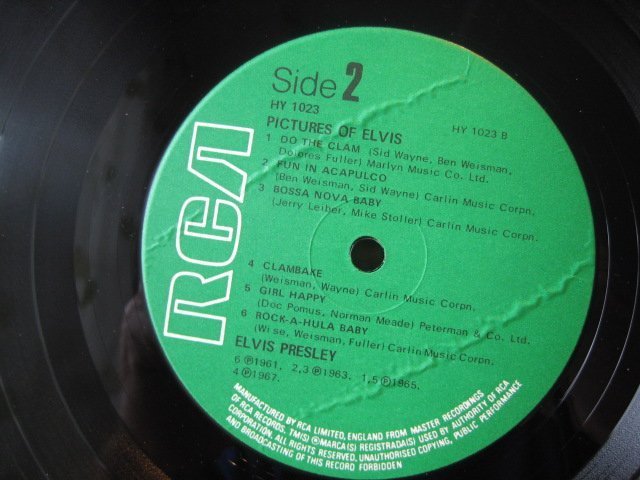 RCA
Side 2
HY 1023
HY 1023 B
PICTURES OF ELVIS
1 DO THE CLAM (Sid Wayne, Ben Weisman,
Dolores Fuller) Marlyn Music Co. Ltd.
2 FUN IN ACAPULCO
(Ben Weisman, Sid Wayne) Carlin Music Corpn.
3 BOSSA NOVA BABY
(Jerry Leiber, Mike Stoller) Carlin Music Corpn.
4 CLAMBAKE
(Weisman, Wayne) Carlin Music Corpn.
5 GIRL HAPPY
(Doc Pomus, Norman Meade) Peterman & Co. Ltd.
6 ROCK-A-HULA BABY
(Wise, Weisman, Fuller) Carlin Music Corpn.
ELVIS PRESLEY
6 ℗1961. 2,3 ℗1963. 1,5 ℗1965.
4 ℗1967.
MANUFACTURED BY RCA LIMITED, ENGLAND FROM MASTER RECORDINGS
OF RCA RECORDS. TM(S) ® MARCA(S) REGISTRADA(S) USED BY AUTHORITY OF RCA
CORPORATION. ALL RIGHTS RESERVED. UNAUTHORISED COPYING, PUBLIC PERFORMANCE
AND BROADCASTING OF THIS RECORD FORBIDDEN